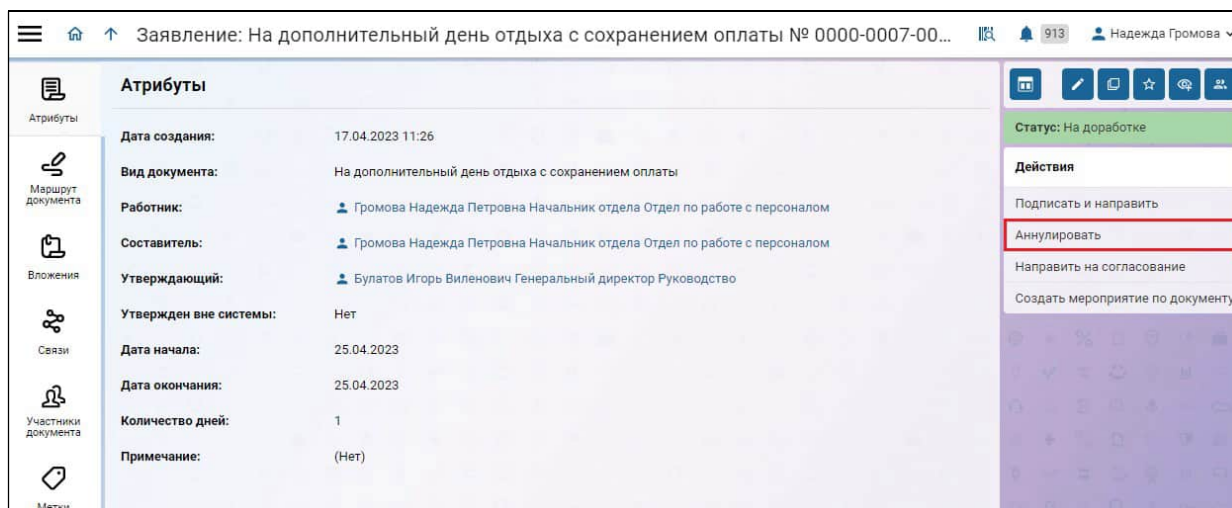 Заявление: На дополнительный день отдыха с сохранением оплаты № 0000-0007-00...
913
Надежда Громова
Атрибуты
Маршрут
документа
Вложения
Связи
Участники
документа
Метки
Атрибуты
Дата создания: 17.04.2023 11:26
Вид документа: На дополнительный день отдыха с сохранением оплаты
Работник: Громова Надежда Петровна Начальник отдела Отдел по работе с персоналом
Составитель: Громова Надежда Петровна Начальник отдела Отдел по работе с персоналом
Утверждающий: Булатов Игорь Виленович Генеральный директор Руководство
Утвержден вне системы: Нет
Дата начала: 25.04.2023
Дата окончания: 25.04.2023
Количество дней: 1
Примечание: (Нет)
Статус: На доработке
Действия
Подписать и направить
Аннулировать
Направить на согласование
Создать мероприятие по документу